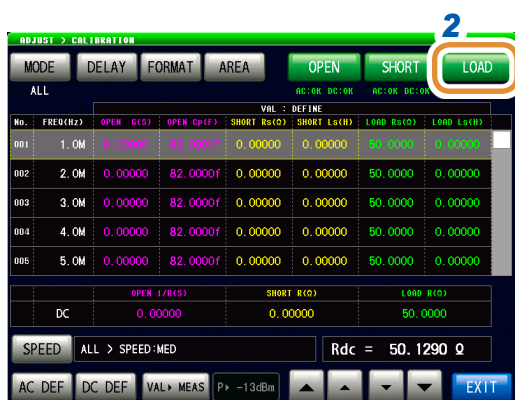 2
ADJUST > CALIBRATION
MODE DELAY FORMAT AREA OPEN SHORT LOAD
ALL AC:OK DC:OK AC:OK DC:OK
VAL : DEFINE
No. FREQ(Hz) OPEN G(S) OPEN Cp(F) SHORT Rs(Ω) SHORT Ls(H) LOAD Rs(Ω) LOAD Ls(H)
001 1.0M 0.00000 82.0000f 0.00000 0.00000 50.0000 0.00000
002 2.0M 0.00000 82.0000f 0.00000 0.00000 50.0000 0.00000
003 3.0M 0.00000 82.0000f 0.00000 0.00000 50.0000 0.00000
004 4.0M 0.00000 82.0000f 0.00000 0.00000 50.0000 0.00000
005 5.0M 0.00000 82.0000f 0.00000 0.00000 50.0000 0.00000
OPEN 1/R(S) SHORT R(Ω) LOAD R(Ω)
DC 0.00000 0.00000 50.0000
SPEED ALL > SPEED:MED Rdc = 50.1290 Ω
AC DEF DC DEF VAL▸ MEAS P▸ -13dBm ▲ ▲ ▼ ▼ EXIT